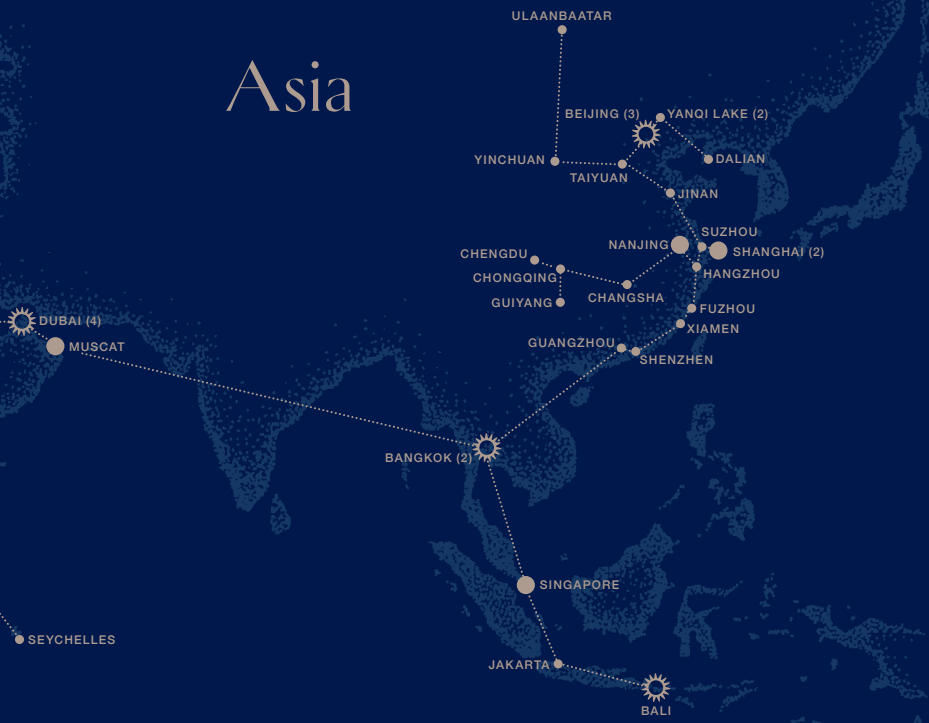 ULAANBAATAR
Asia
BEIJING (3)
YANQI LAKE (2)
YINCHUAN
DALIAN
TAIYUAN
JINAN
SUZHOU
NANJING
SHANGHAI (2)
CHENGDU
HANGZHOU
CHONGQING
CHANGSHA
GUIYANG
FUZHOU
DUBAI (4)
XIAMEN
MUSCAT
GUANGZHOU
SHENZHEN
BANGKOK (2)
SINGAPORE
SEYCHELLES
JAKARTA
BALI